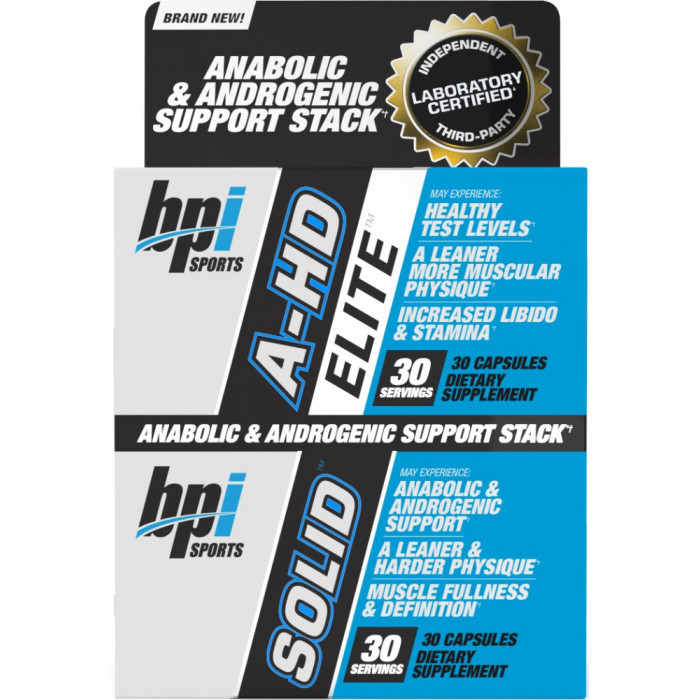 BRAND NEW!
ANABOLIC
& ANDROGENIC
SUPPORT STACK*†
INDEPENDENT
LABORATORY
CERTIFIED*
THIRD-PARTY
bpi
SPORTS
A-HD
ELITE™
MAY EXPERIENCE:
HEALTHY
TEST LEVELS*†
A LEANER
MORE MUSCULAR
PHYSIQUE*†
INCREASED LIBIDO
& STAMINA*†
30
SERVINGS
30 CAPSULES
DIETARY
SUPPLEMENT
ANABOLIC & ANDROGENIC SUPPORT STACK*†
bpi
SPORTS
SOLID™
MAY EXPERIENCE:
ANABOLIC &
ANDROGENIC
SUPPORT*†
A LEANER &
HARDER PHYSIQUE*†
MUSCLE FULLNESS
& DEFINITION*†
30
SERVINGS
30 CAPSULES
DIETARY
SUPPLEMENT